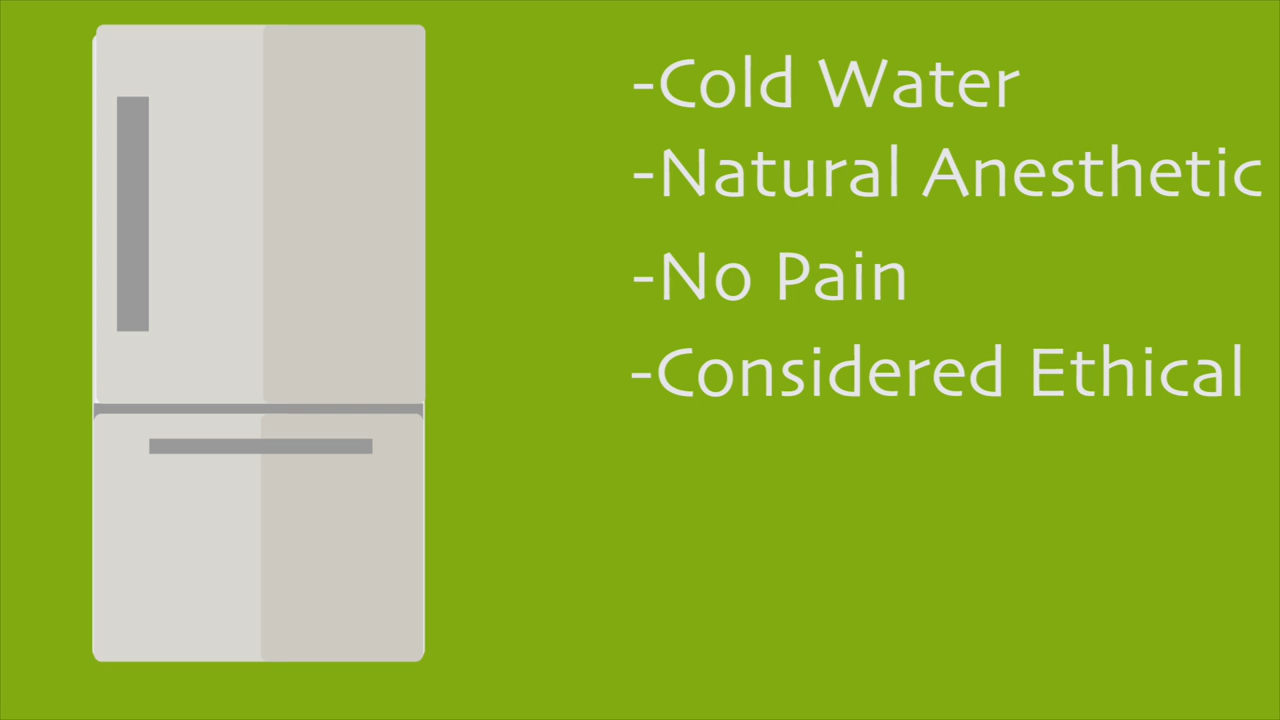 -Cold Water
-Natural Anesthetic
-No Pain
-Considered Ethical